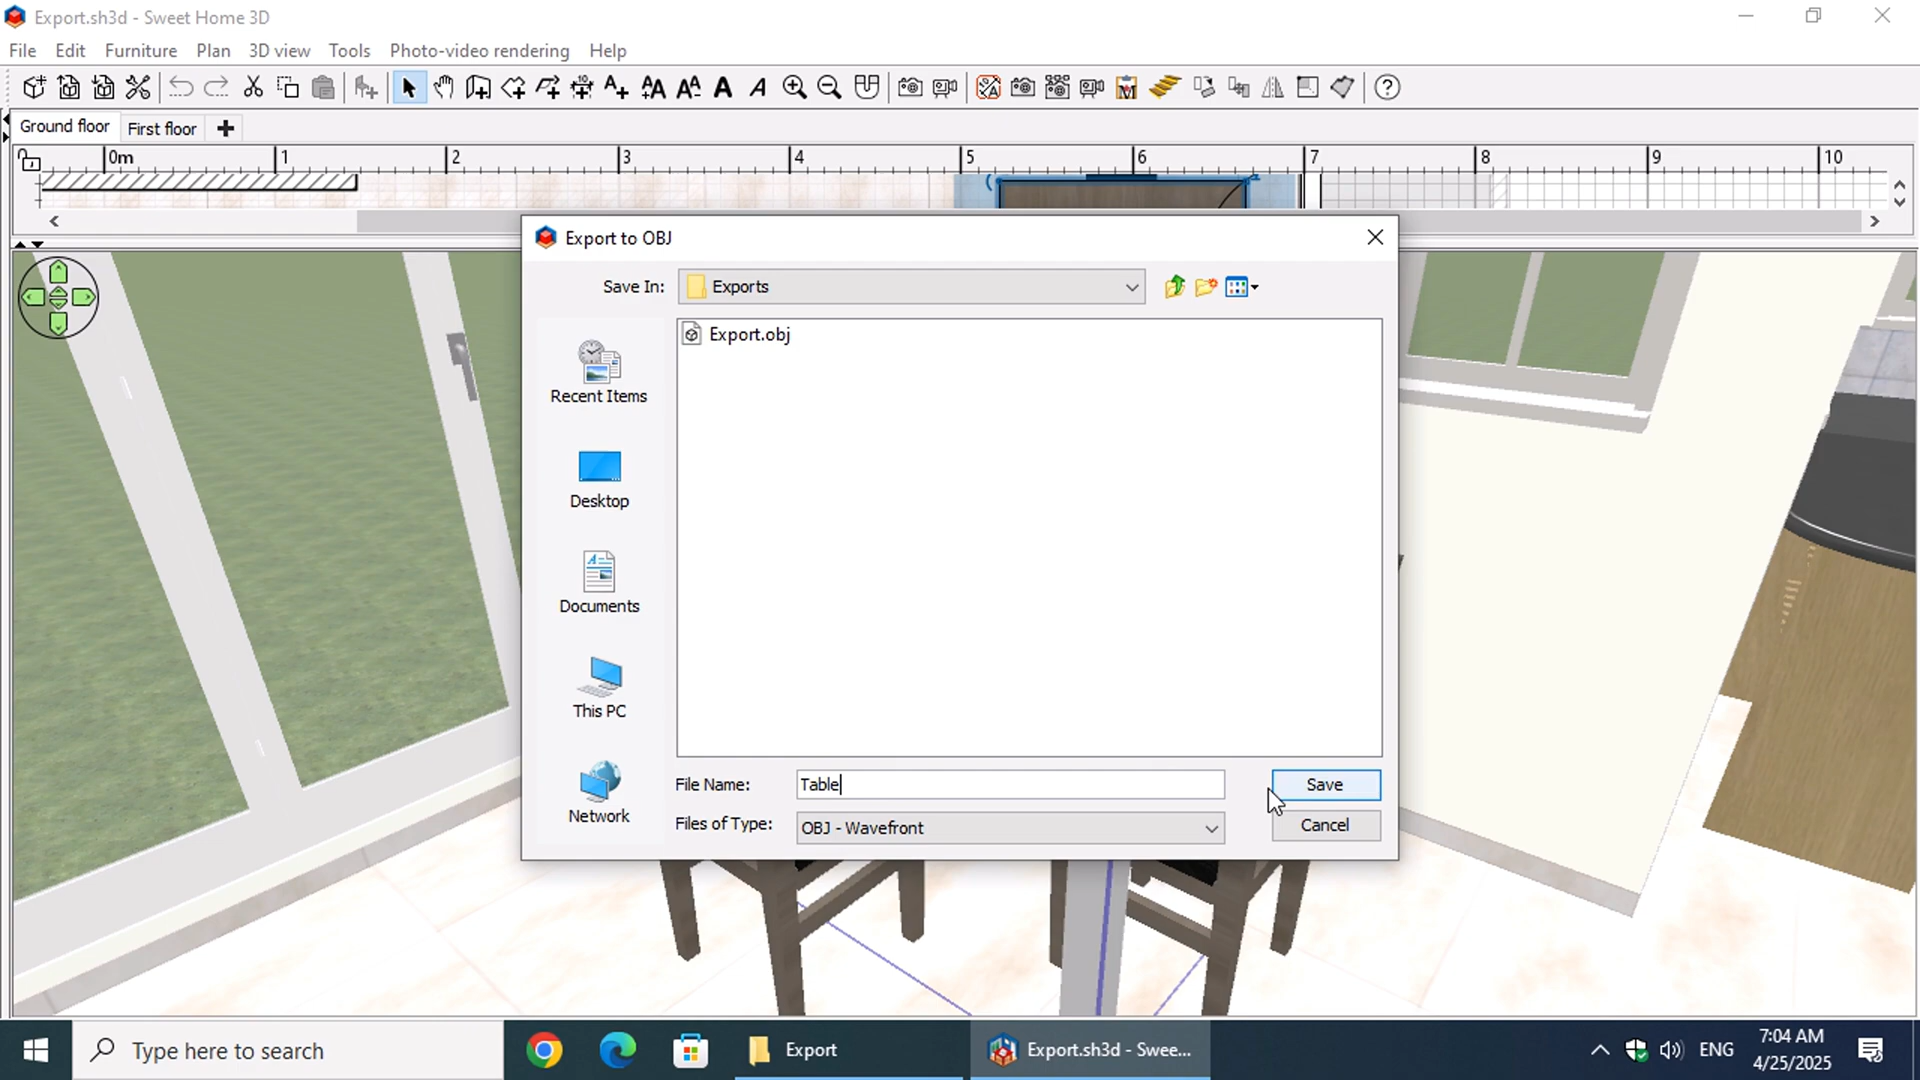 Export.sh3d - Sweet Home 3D
File Edit Furniture Plan 3D view Tools Photo-video rendering Help
Ground floor First floor
0m 1 2 3 4 5 6 7 8 9 10
Export to OBJ
Save In: Exports
Export.obj
Recent Items
Desktop
Documents
This PC
Network
File Name: Table Save
Files of Type: OBJ - Wavefront Cancel
Type here to search Export Export.sh3d - Swee... ENG 7:04 AM
4/25/2025